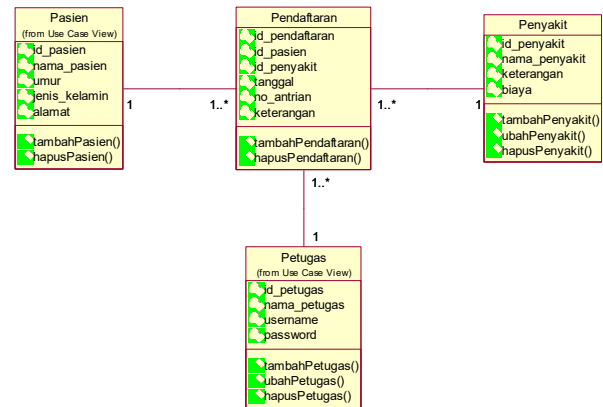 Pasien
(from Use Case View)
id_pasien
nama_pasien
umur
jenis_kelamin
alamat
tambahPasien()
hapusPasien()
1
1..*
Pendaftaran
id_pendaftaran
id_pasien
id_penyakit
tanggal
no_antrian
keterangan
tambahPendaftaran()
hapusPendaftaran()
1..*
1
Penyakit
id_penyakit
nama_penyakit
keterangan
biaya
tambahPenyakit()
ubahPenyakit()
hapusPenyakit()
1..*
1
Petugas
(from Use Case View)
id_petugas
nama_petugas
username
password
tambahPetugas()
ubahPetugas()
hapusPetugas()